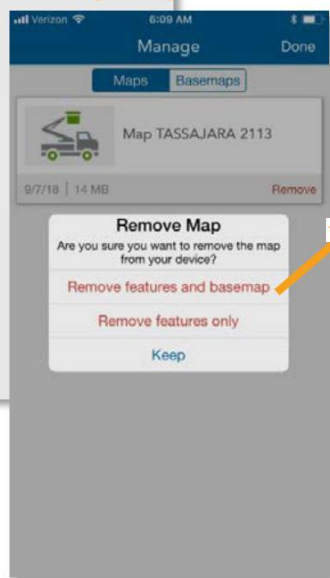 Verizon 6:09 AM
Manage Done
Maps Basemaps
Map TASSAJARA 2113
9/7/18 | 14 MB Remove
Remove Map
Are you sure you want to remove the map
from your device?
Remove features and basemap
Remove features only
Keep